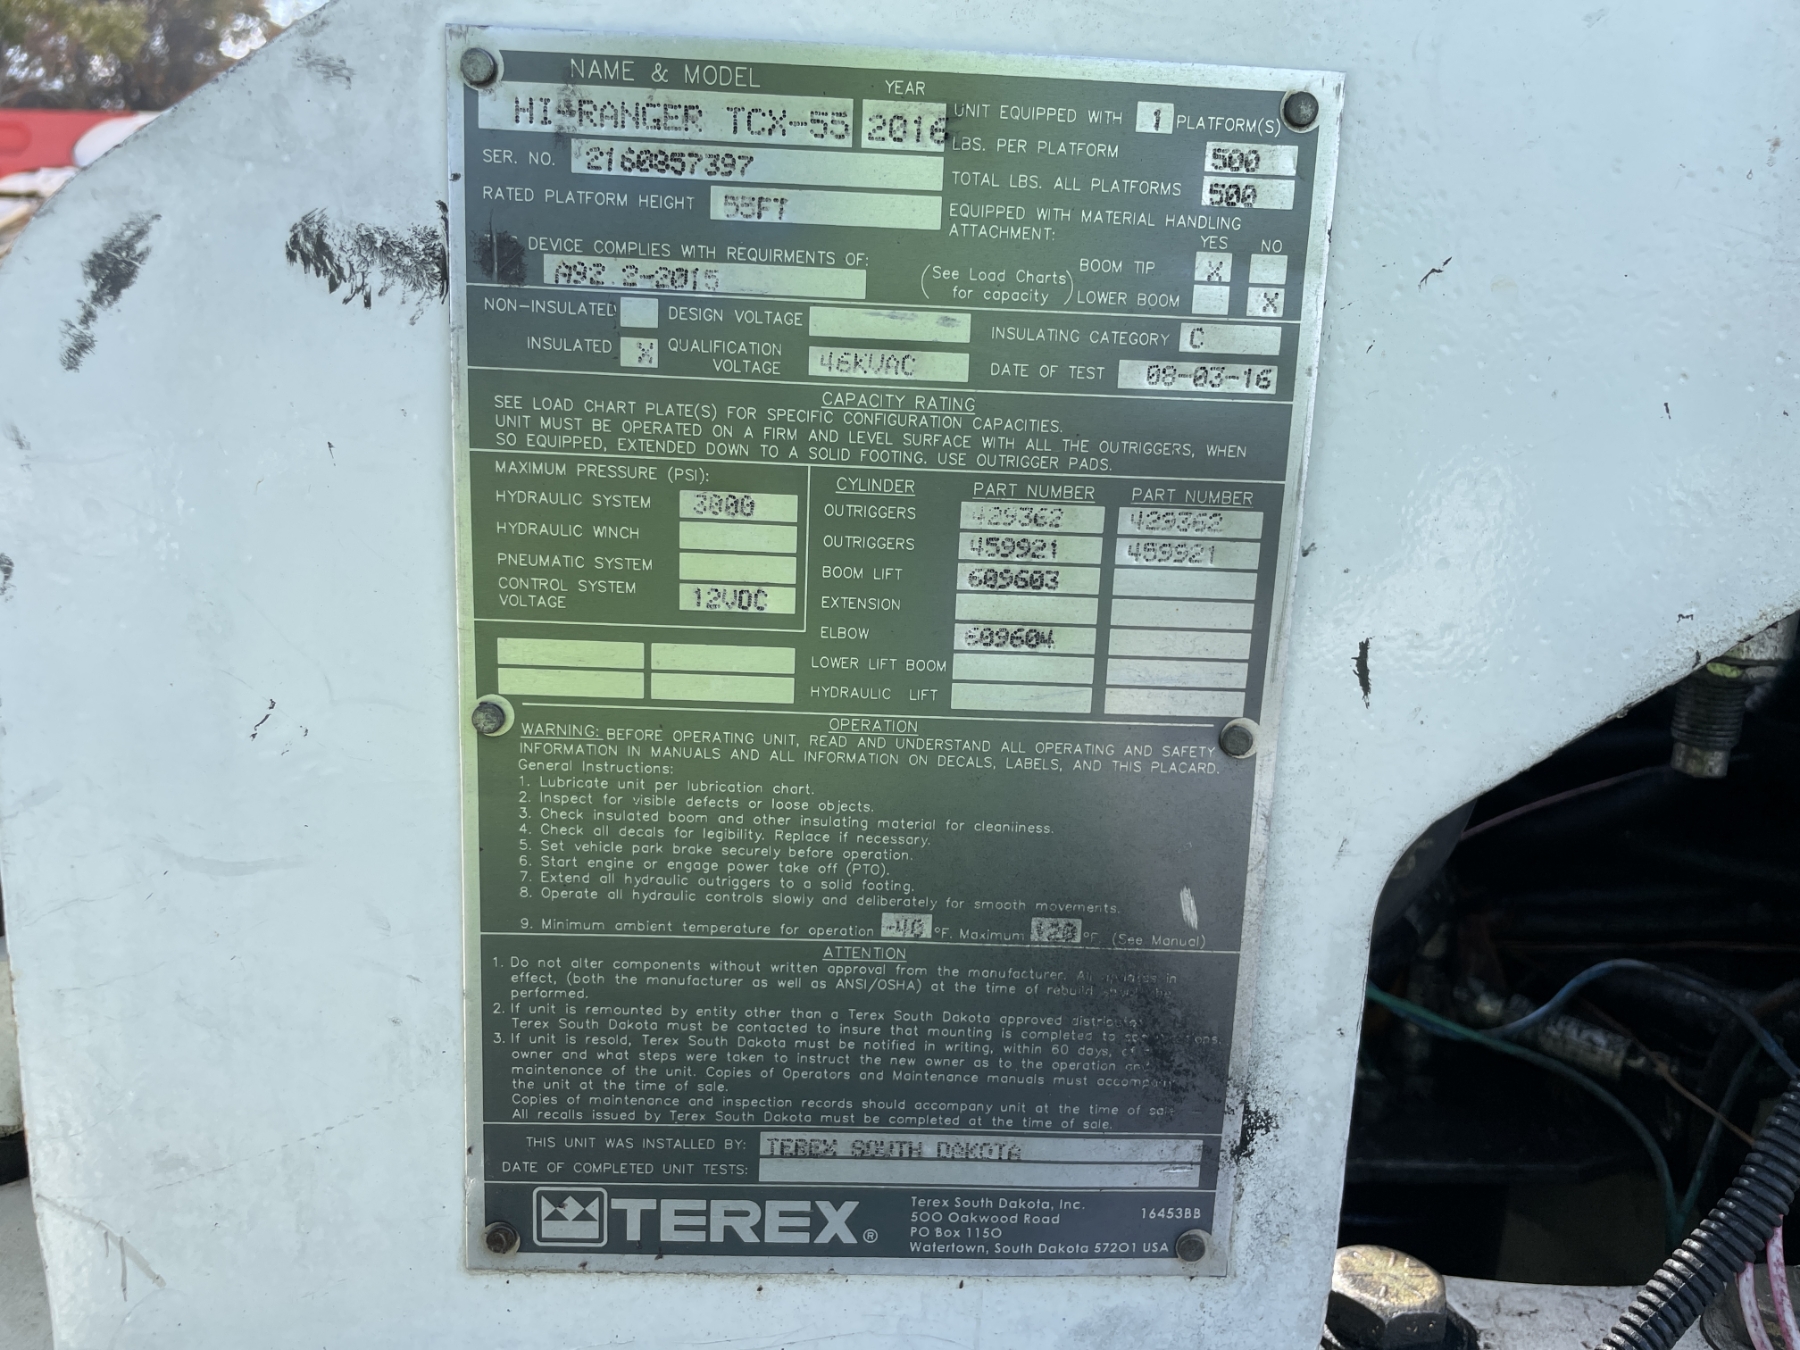 NAME & MODEL
YEAR
HI-RANGER TCX-55 2016
UNIT EQUIPPED WITH 1 PLATFORM(S)
SER. NO. 2160857397
LBS. PER PLATFORM 500
TOTAL LBS. ALL PLATFORMS 500
RATED PLATFORM HEIGHT 55FT
EQUIPPED WITH MATERIAL HANDLING
ATTACHMENT:
YES NO
DEVICE COMPLIES WITH REQUIRMENTS OF:
A92.2-2015
(See Load Charts
for capacity)
BOOM TIP X
LOWER BOOM X
NON-INSULATED
DESIGN VOLTAGE
INSULATING CATEGORY C
INSULATED X
QUALIFICATION
VOLTAGE 46KVAC
DATE OF TEST 08-03-16
CAPACITY RATING
SEE LOAD CHART PLATE(S) FOR SPECIFIC CONFIGURATION CAPACITIES.
UNIT MUST BE OPERATED ON A FIRM AND LEVEL SURFACE WITH ALL THE OUTRIGGERS, WHEN
SO EQUIPPED, EXTENDED DOWN TO A SOLID FOOTING. USE OUTRIGGER PADS.
MAXIMUM PRESSURE (PSI):
HYDRAULIC SYSTEM 3000
HYDRAULIC WINCH
PNEUMATIC SYSTEM
CONTROL SYSTEM
VOLTAGE 12VDC
CYLINDER PART NUMBER PART NUMBER
OUTRIGGERS 429362 429362
OUTRIGGERS 459921 459921
BOOM LIFT 609603
EXTENSION
ELBOW 609604
LOWER LIFT BOOM
HYDRAULIC LIFT
OPERATION
WARNING: BEFORE OPERATING UNIT, READ AND UNDERSTAND ALL OPERATING AND SAFETY
INFORMATION IN MANUALS AND ALL INFORMATION ON DECALS, LABELS, AND THIS PLACARD.
General Instructions:
1. Lubricate unit per lubrication chart.
2. Inspect for visible defects or loose objects.
3. Check insulated boom and other insulating material for cleanliness.
4. Check all decals for legibility. Replace if necessary.
5. Set vehicle park brake securely before operation.
6. Start engine or engage power take off (PTO).
7. Extend all hydraulic outriggers to a solid footing.
8. Operate all hydraulic controls slowly and deliberately for smooth movements.
9. Minimum ambient temperature for operation -40 °F. Maximum 120 °F. (See Manual)
ATTENTION
1. Do not alter components without written approval from the manufacturer. in
effect, (both the manufacturer as well as ANSI/OSHA) at the time of rebuild be
performed.
2. If unit is remounted by entity other than a Terex South Dakota approved
Terex South Dakota must be contacted to insure that mounting is completed to
3. If unit is resold, Terex South Dakota must be notified in writing, within 60 days,
owner and what steps were taken to instruct the new owner as to the operation and
maintenance of the unit. Copies of Operators and Maintenance manuals must accompany
the unit at the time of sale.
Copies of maintenance and inspection records should accompany unit at the time of sale
All recalls issued by Terex South Dakota must be completed at the time of sale.
THIS UNIT WAS INSTALLED BY: TEREX SOUTH DAKOTA
DATE OF COMPLETED UNIT TESTS:
TEREX®
Terex South Dakota, Inc.
500 Oakwood Road
PO Box 1150
Watertown, South Dakota 57201 USA
16453BB